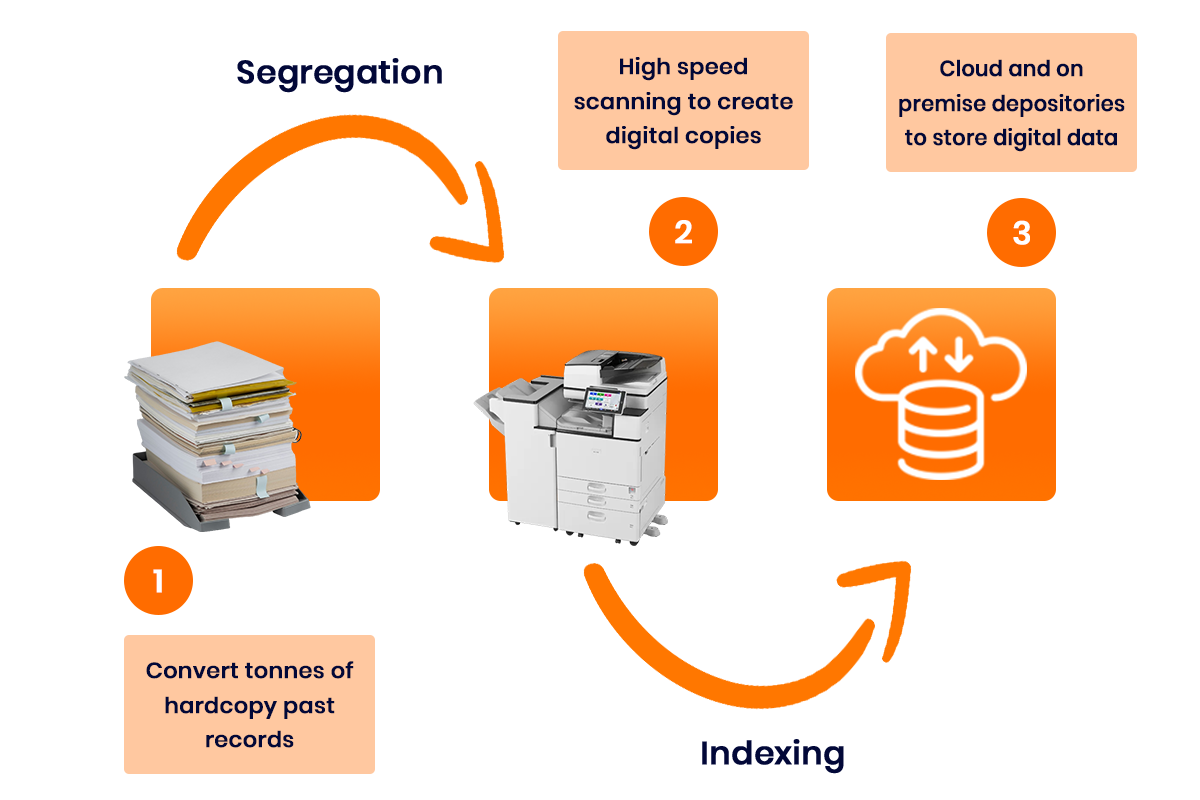 Segregation
High speed
scanning to create
digital copies
Cloud and on
premise depositories
to store digital data
2
3
1
Convert tonnes of
hardcopy past
records
Indexing